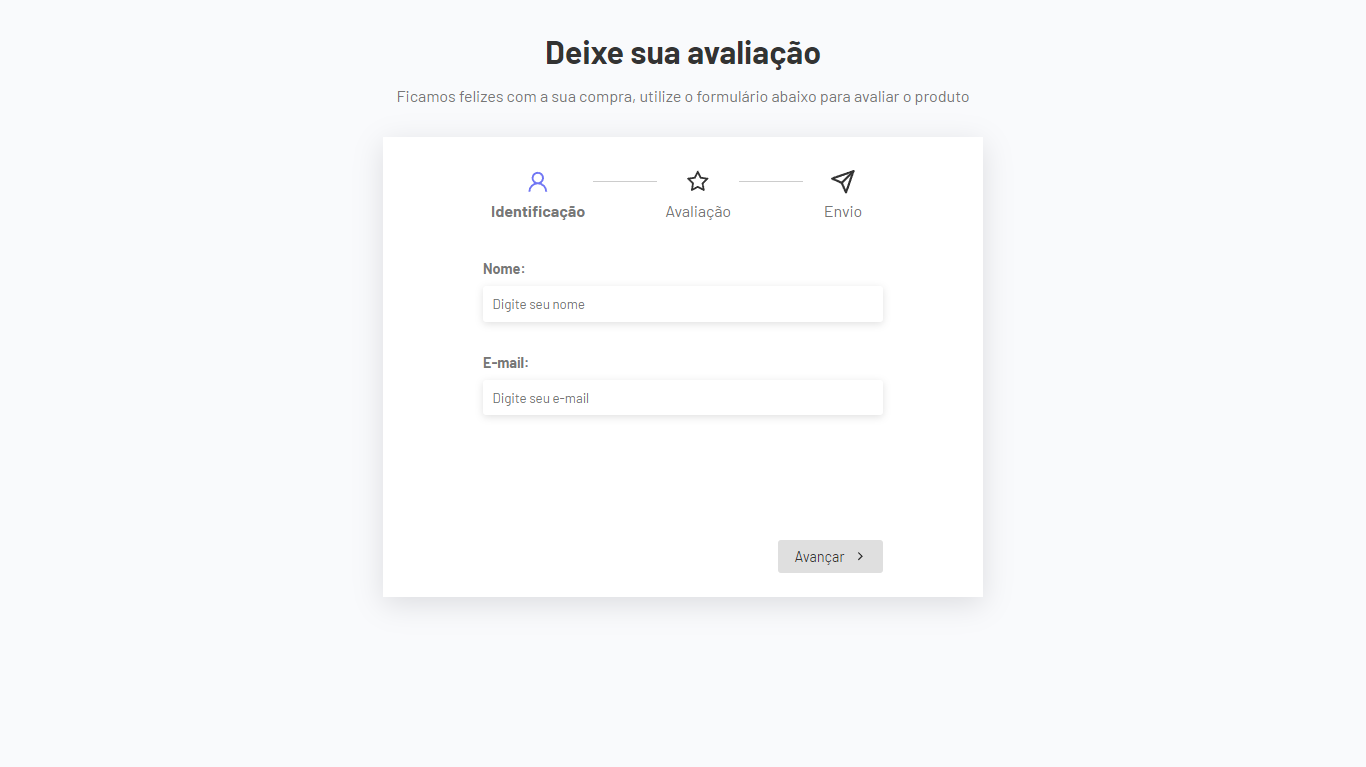 Deixe sua avaliação
Ficamos felizes com a sua compra, utilize o formulário abaixo para avaliar o produto
Identificação
Avaliação
Envio
Nome:
Digite seu nome
E-mail:
Digite seu e-mail
Avançar